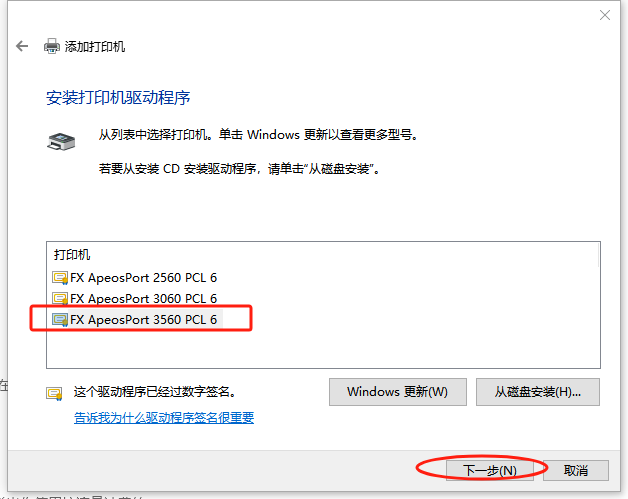 添加打印机
安装打印机驱动程序
从列表中选择打印机。单击 Windows 更新以查看更多型号。
若要从安装 CD 安装驱动程序，请单击“从磁盘安装”。
打印机
FX ApeosPort 2560 PCL 6
FX ApeosPort 3060 PCL 6
FX ApeosPort 3560 PCL 6
在
这个驱动程序已经过数字签名。
告诉我为什么驱动程序签名很重要
Windows 更新(W)
从磁盘安装(H)...
下一步(N)
取消